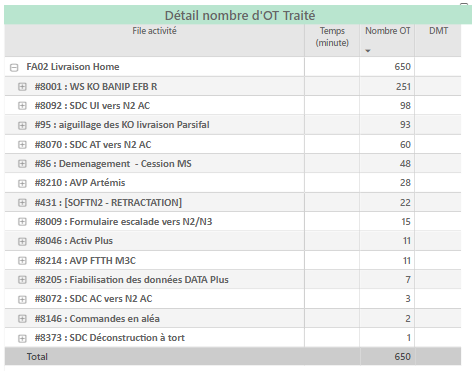 Détail nombre d'OT Traité
File activité Temps (minute) Nombre OT DMT
FA02 Livraison Home 650
#8001 : WS KO BANIP EFB R 251
#8092 : SDC UI vers N2 AC 98
#95 : aiguillage des KO livraison Parsifal 93
#8070 : SDC AT vers N2 AC 60
#86 : Demenagement - Cession MS 48
#8210 : AVP Artémis 28
#431 : [SOFTN2 - RETRACTATION] 22
#8009 : Formulaire escalade vers N2/N3 15
#8046 : Activ Plus 11
#8214 : AVP FTTH M3C 11
#8205 : Fiabilisation des données DATA Plus 7
#8072 : SDC AC vers N2 AC 3
#8146 : Commandes en aléa 2
#8373 : SDC Déconstruction à tort 1
Total 650